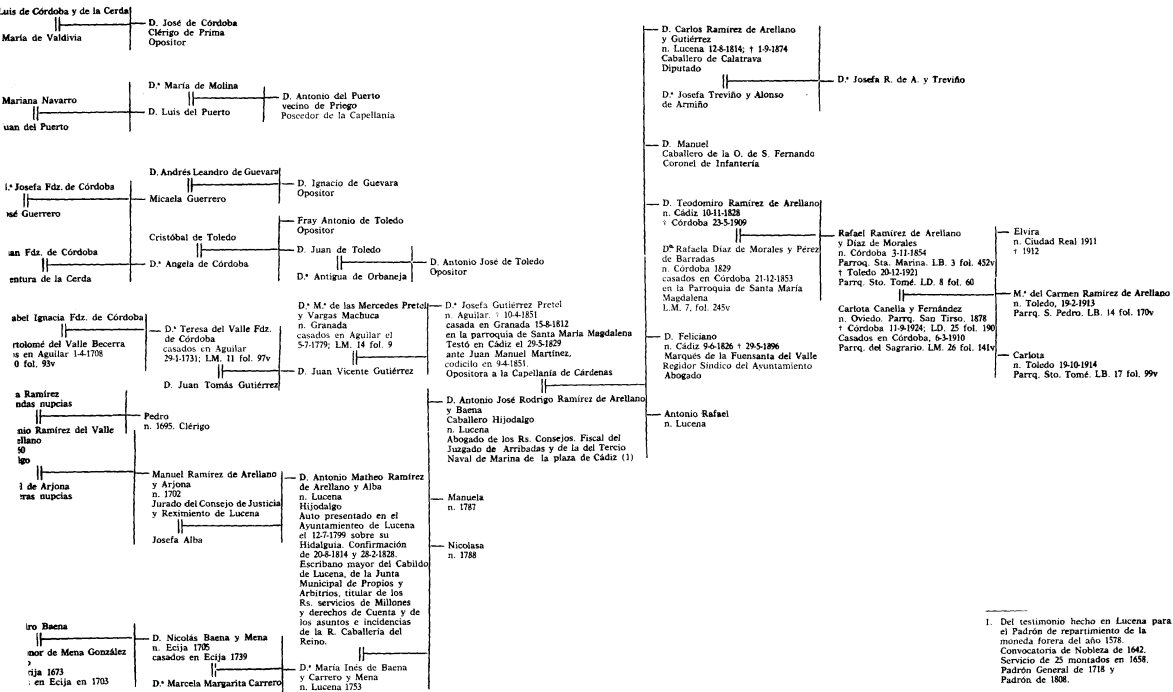 Luis de Córdoba y de la Cerda
María de Valdivia
D. José de Córdoba
Clérigo de Prima
Opositor
Mariana Navarro
uan del Puerto
D.ª María de Molina
D. Luis del Puerto
D. Antonio del Puerto
vecino de Priego
Poseedor de la Capellanía
.ª Josefa Fdz. de Córdoba
sé Guerrero
D. Andrés Leandro de Guevara
Micaela Guerrero
D. Ignacio de Guevara
Opositor
an Fdz. de Córdoba
entura de la Cerda
Cristóbal de Toledo
D.ª Angela de Córdoba
Fray Antonio de Toledo
Opositor
D. Juan de Toledo
D.ª Antigua de Orbaneja
D. Antonio José de Toledo
Opositor
abel Ignacia Fdz. de Córdoba
rtolomé del Valle Becerra
s en Aguilar 1-4-1708
0 fol. 93v
D.ª Teresa del Valle Fdz.
de Córdoba
casados en Aguilar
29-1-1731; LM. 11 fol. 97v
D. Juan Tomás Gutiérrez
D.ª M.ª de las Mercedes Pretel
y Vargas Machuca
n. Granada
casados en Aguilar el
5-7-1779; LM. 14 fol. 9
D. Juan Vicente Gutiérrez
D.ª Josefa Gutiérrez Pretel
n. Aguilar. † 10-4-1851
casada en Granada 15-8-1812
en la parroquia de Santa María Magdalena
Testó en Cádiz el 29-5-1829
ante Juan Manuel Martínez,
codicilo en 9-4-1851.
Opositora a la Capellanía de Cárdenas
D. Antonio José Rodrigo Ramírez de Arellano
y Baena
Caballero Hijodalgo
n. Lucena
Abogado de los Rs. Consejos. Fiscal del
Juzgado de Arribadas y de la del Tercio
Naval de Marina de la plaza de Cádiz (1)
Manuela
n. 1787
Nicolasa
n. 1788
a Ramírez
ndas nupcias
nio Ramírez del Valle
ellano
50
lgo
l de Arjona
eras nupcias
Pedro
n. 1695. Clérigo
Manuel Ramírez de Arellano
y Arjona
n. 1702
Jurado del Consejo de Justicia
y Reximiento de Lucena
Josefa Alba
D. Antonio Matheo Ramírez
de Arellano y Alba
n. Lucena
Hijodalgo
Auto presentado en el
Ayuntamienteo de Lucena
el 12-7-1799 sobre su
Hidalguía. Confirmación
de 20-8-1814 y 28-2-1828.
Escribano mayor del Cabildo
de Lucena, de la Junta
Municipal de Propios y
Arbitrios, titular de los
Rs. servicios de Millones
y derechos de Cuenta y de
los asuntos e incidencias
de la R. Caballería del
Reino.
D.ª María Inés de Baena
y Carrero y Mena
n. Lucena 1753
ro Baena
nor de Mena González
cija 1673
en Ecija en 1703
D. Nicolás Baena y Mena
n. Ecija 1705
casados en Ecija 1739
D.ª Marcela Margarita Carrero
D. Carlos Ramírez de Arellano
y Gutiérrez
n. Lucena 12-8-1814; † 1-9-1874
Caballero de Calatrava
Diputado
D.ª Josefa Treviño y Alonso
de Armiño
D.ª Josefa R. de A. y Treviño
D. Manuel
Caballero de la O. de S. Fernando
Coronel de Infantería
D. Teodomiro Ramírez de Arellano
n. Cádiz 10-11-1828
† Córdoba 23-5-1909
Dª Rafaela Díaz de Morales y Pérez
de Barradas
n. Córdoba 1829
casados en Córdoba 21-12-1853
en la Parroquia de Santa María
Magdalena
L.M. 7, fol. 245v
D. Feliciano
n. Cádiz 9-6-1826 † 29-5-1896
Marqués de la Fuensanta del Valle
Regidor Síndico del Ayuntamiento
Abogado
Antonio Rafael
n. Lucena
Rafael Ramírez de Arellano
y Díaz de Morales
n. Córdoba 3-11-1854
Parroq. Sta. Marina. LB. 3 fol. 452v
† Toledo 20-12-1921
Parrq. Sto. Tomé. LD. 8 fol. 60
Carlota Canella y Fernández
n. Oviedo. Parrq. San Tirso. 1878
† Córdoba 11-9-1924; LD. 25 fol. 190
Casados en Córdoba, 6-3-1910
Parrq. del Sagrario. LM. 26 fol. 141v
Elvira
n. Ciudad Real 1911
† 1912
M.ª del Carmen Ramírez de Arellano
n. Toledo, 19-2-1913
Parrq. S. Pedro. LB. 14 fol. 170v
Carlota
n. Toledo 19-10-1914
Parrq. Sto. Tomé. LB. 17 fol. 99v
1. Del testimonio hecho en Lucena para
el Padrón de repartimiento de la
moneda forera del año 1578.
Convocatoria de Nobleza de 1642.
Servicio de 25 montados en 1658.
Padrón General de 1718 y
Padrón de 1808.